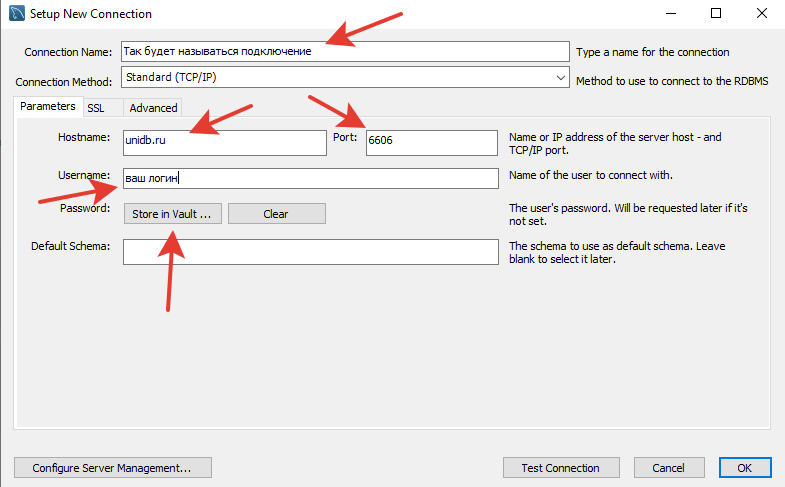 Setup New Connection
Connection Name: Так будет называться подключение Type a name for the connection
Connection Method: Standard (TCP/IP) Method to use to connect to the RDBMS
Parameters SSL Advanced
Hostname: unidb.ru Port: 6606 Name or IP address of the server host - and
TCP/IP port.
Username: ваш логин Name of the user to connect with.
Password: Store in Vault ... Clear The user's password. Will be requested later if it's
not set.
Default Schema: The schema to use as default schema. Leave
blank to select it later.
Configure Server Management... Test Connection Cancel OK